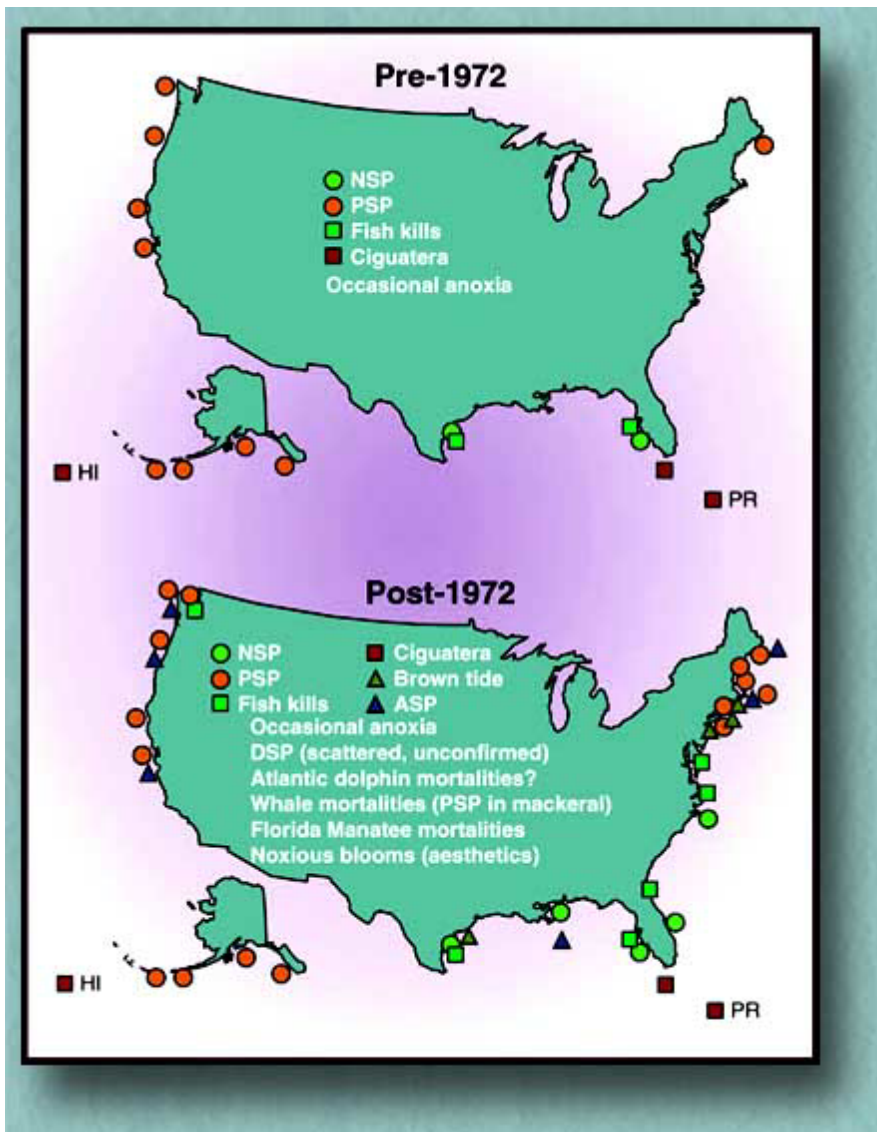 Pre-1972
NSP
PSP
Fish kills
Ciguatera
Occasional anoxia
HI
PR
Post-1972
NSP
Ciguatera
PSP
Brown tide
Fish kills
ASP
Occasional anoxia
DSP (scattered, unconfirmed)
Atlantic dolphin mortalities?
Whale mortalities (PSP in mackeral)
Florida Manatee mortalities
Noxious blooms (aesthetics)
HI
PR